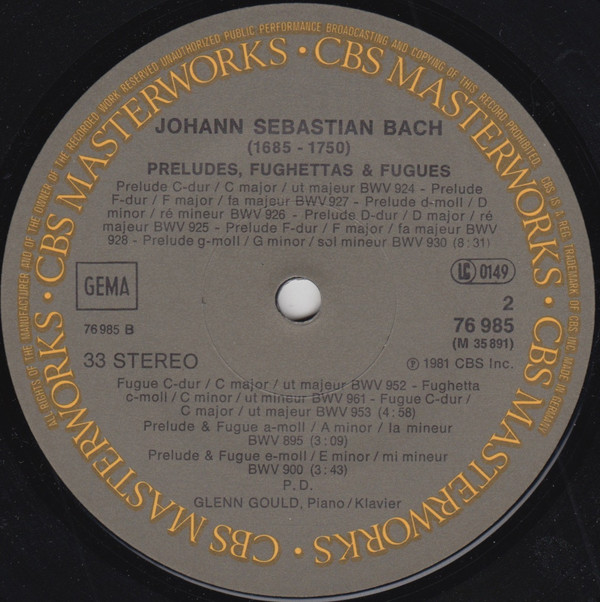 ALL RIGHTS OF THE MANUFACTURER AND OF THE OWNER OF THE RECORDED WORK RESERVED UNAUTHORIZED PUBLIC PERFORMANCE BROADCASTING AND COPYING OF THIS RECORD PROHIBITED CBS IS A REG. TRADEMARK OF CBS INC. MADE IN GERMANY
CBS MASTERWORKS • CBS MASTERWORKS • CBS MASTERWORKS • CBS MASTERWORKS •
JOHANN SEBASTIAN BACH
(1685 - 1750)
PRELUDES, FUGHETTAS & FUGUES
Prelude C-dur / C major / ut majeur BWV 924 - Prelude
F-dur / F major / fa majeur BWV 927 - Prelude d-moll / D
minor / ré mineur BWV 926 - Prelude D-dur / D major / ré
majeur BWV 925 - Prelude F-dur / F major / fa majeur BWV
928 - Prelude g-moll / G minor / sol mineur BWV 930 (8:31)
GEMA
LC 0149
76985 B
2
76 985
(M 35 891)
33 STEREO
℗ 1981 CBS Inc.
Fugue C-dur / C major / ut majeur BWV 952 - Fughetta
c-moll / C minor / ut mineur BWV 961 - Fugue C-dur /
C major / ut majeur BWV 953 (4:58)
Prelude & Fugue a-moll / A minor / la mineur
BWV 895 (3:09)
Prelude & Fugue e-moll / E minor / mi mineur
BWV 900 (3:43)
P. D.
GLENN GOULD, Piano / Klavier